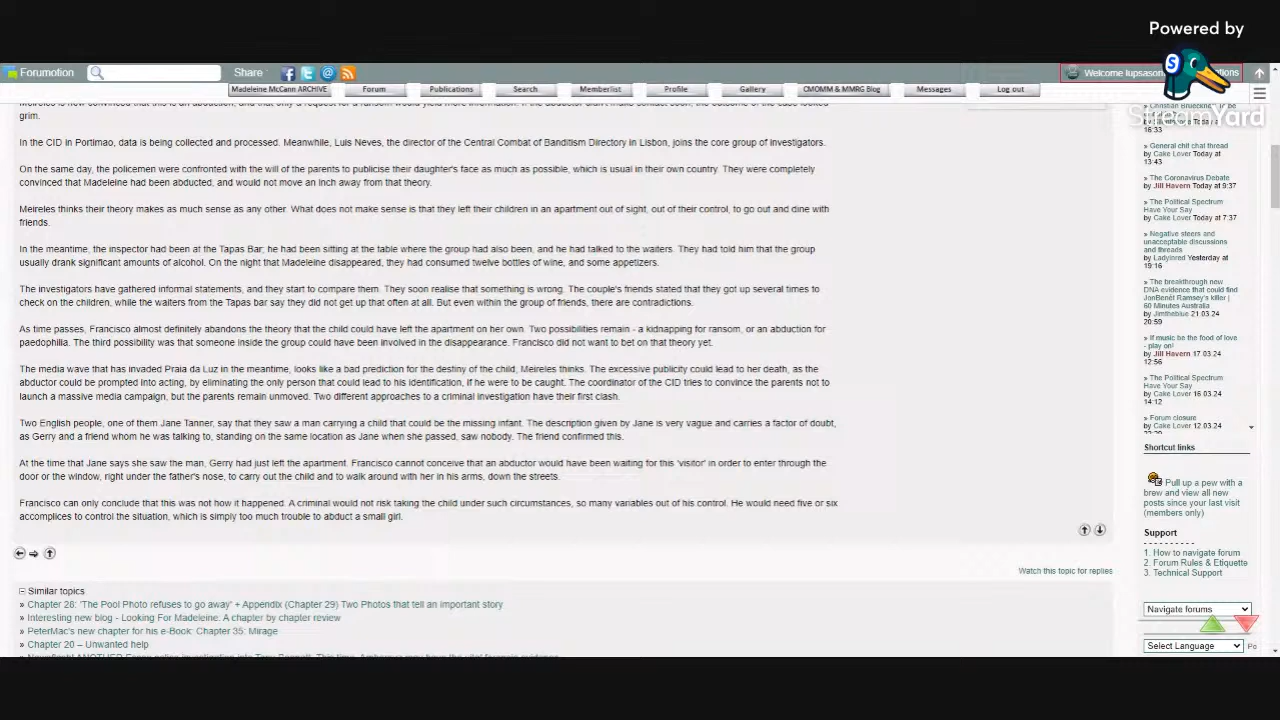 Powered by
StreamYard
Forumotion
Share
Welcome lupsason
Madeleine McCann ARCHIVE
Forum
Publications
Search
Memberlist
Profile
Gallery
CMOMM & MMRG Blog
Messages
Log out
grim.
In the CID in Portimao, data is being collected and processed. Meanwhile, Luis Neves, the director of the Central Combat of Banditism Directory in Lisbon, joins the core group of investigators.
On the same day, the policemen were confronted with the will of the parents to publicise their daughter's face as much as possible, which is usual in their own country. They were completely
convinced that Madeleine had been abducted, and would not move an inch away from that theory.
Meireles thinks their theory makes as much sense as any other. What does not make sense is that they left their children in an apartment out of sight, out of their control, to go out and dine with
friends.
In the meantime, the inspector had been at the Tapas Bar; he had been sitting at the table where the group had also been, and he had talked to the waiters. They had told him that the group
usually drank significant amounts of alcohol. On the night that Madeleine disappeared, they had consumed twelve bottles of wine, and some appetizers.
The investigators have gathered informal statements, and they start to compare them. They soon realise that something is wrong. The couple's friends stated that they got up several times to
check on the children, while the waiters from the Tapas bar say they did not get up that often at all. But even within the group of friends, there are contradictions.
As time passes, Francisco almost definitely abandons the theory that the child could have left the apartment on her own. Two possibilities remain - a kidnapping for ransom, or an abduction for
paedophilia. The third possibility was that someone inside the group could have been involved in the disappearance. Francisco did not want to bet on that theory yet.
The media wave that has invaded Praia da Luz in the meantime, looks like a bad prediction for the destiny of the child, Meireles thinks. The excessive publicity could lead to her death, as the
abductor could be prompted into acting, by eliminating the only person that could lead to his identification, if he were to be caught. The coordinator of the CID tries to convince the parents not to
launch a massive media campaign, but the parents remain unmoved. Two different approaches to a criminal investigation have their first clash.
Two English people, one of them Jane Tanner, say that they saw a man carrying a child that could be the missing infant. The description given by Jane is very vague and carries a factor of doubt,
as Gerry and a friend whom he was talking to, standing on the same location as Jane when she passed, saw nobody. The friend confirmed this.
At the time that Jane says she saw the man, Gerry had just left the apartment. Francisco cannot conceive that an abductor would have been waiting for this 'visitor' in order to enter through the
door or the window, right under the father's nose, to carry out the child and to walk around with her in his arms, down the streets.
Francisco can only conclude that this was not how it happened. A criminal would not risk taking the child under such circumstances, so many variables out of his control. He would need five or six
accomplices to control the situation, which is simply too much trouble to abduct a small girl.
Watch this topic for replies
Similar topics
» Chapter 28: 'The Pool Photo refuses to go away' + Appendix (Chapter 29) Two Photos that tell an important story
» Interesting new blog - Looking For Madeleine: A chapter by chapter review
» PeterMac's new chapter for his e-Book: Chapter 35: Mirage
» Chapter 20 – Unwanted help
16:33
» General chit chat thread
by Cake Lover Today at
13:43
» The Coronavirus Debate
by Jill Havern Today at 9:37
» The Political Spectrum
Have Your Say
by Cake Lover Today at 7:37
» Negative steers and
unacceptable discussions
and threads
by Ladyinred Yesterday at
19:16
» The breakthrough new
DNA evidence that could find
JonBenét Ramsey's killer |
60 Minutes Australia
by Jimtheblue 21.03.24
20:59
» If music be the food of love
- play on!
by Jill Havern 17.03.24
12:56
» The Political Spectrum
Have Your Say
by Cake Lover 16.03.24
14:12
» Forum closure
by Cake Lover 12.03.24
Shortcut links
Pull up a pew with a
brew and view all new
posts since your last visit
(members only)
Support
1. How to navigate forum
2. Forum Rules & Etiquette
3. Technical Support
Navigate forums
Select Language
Po